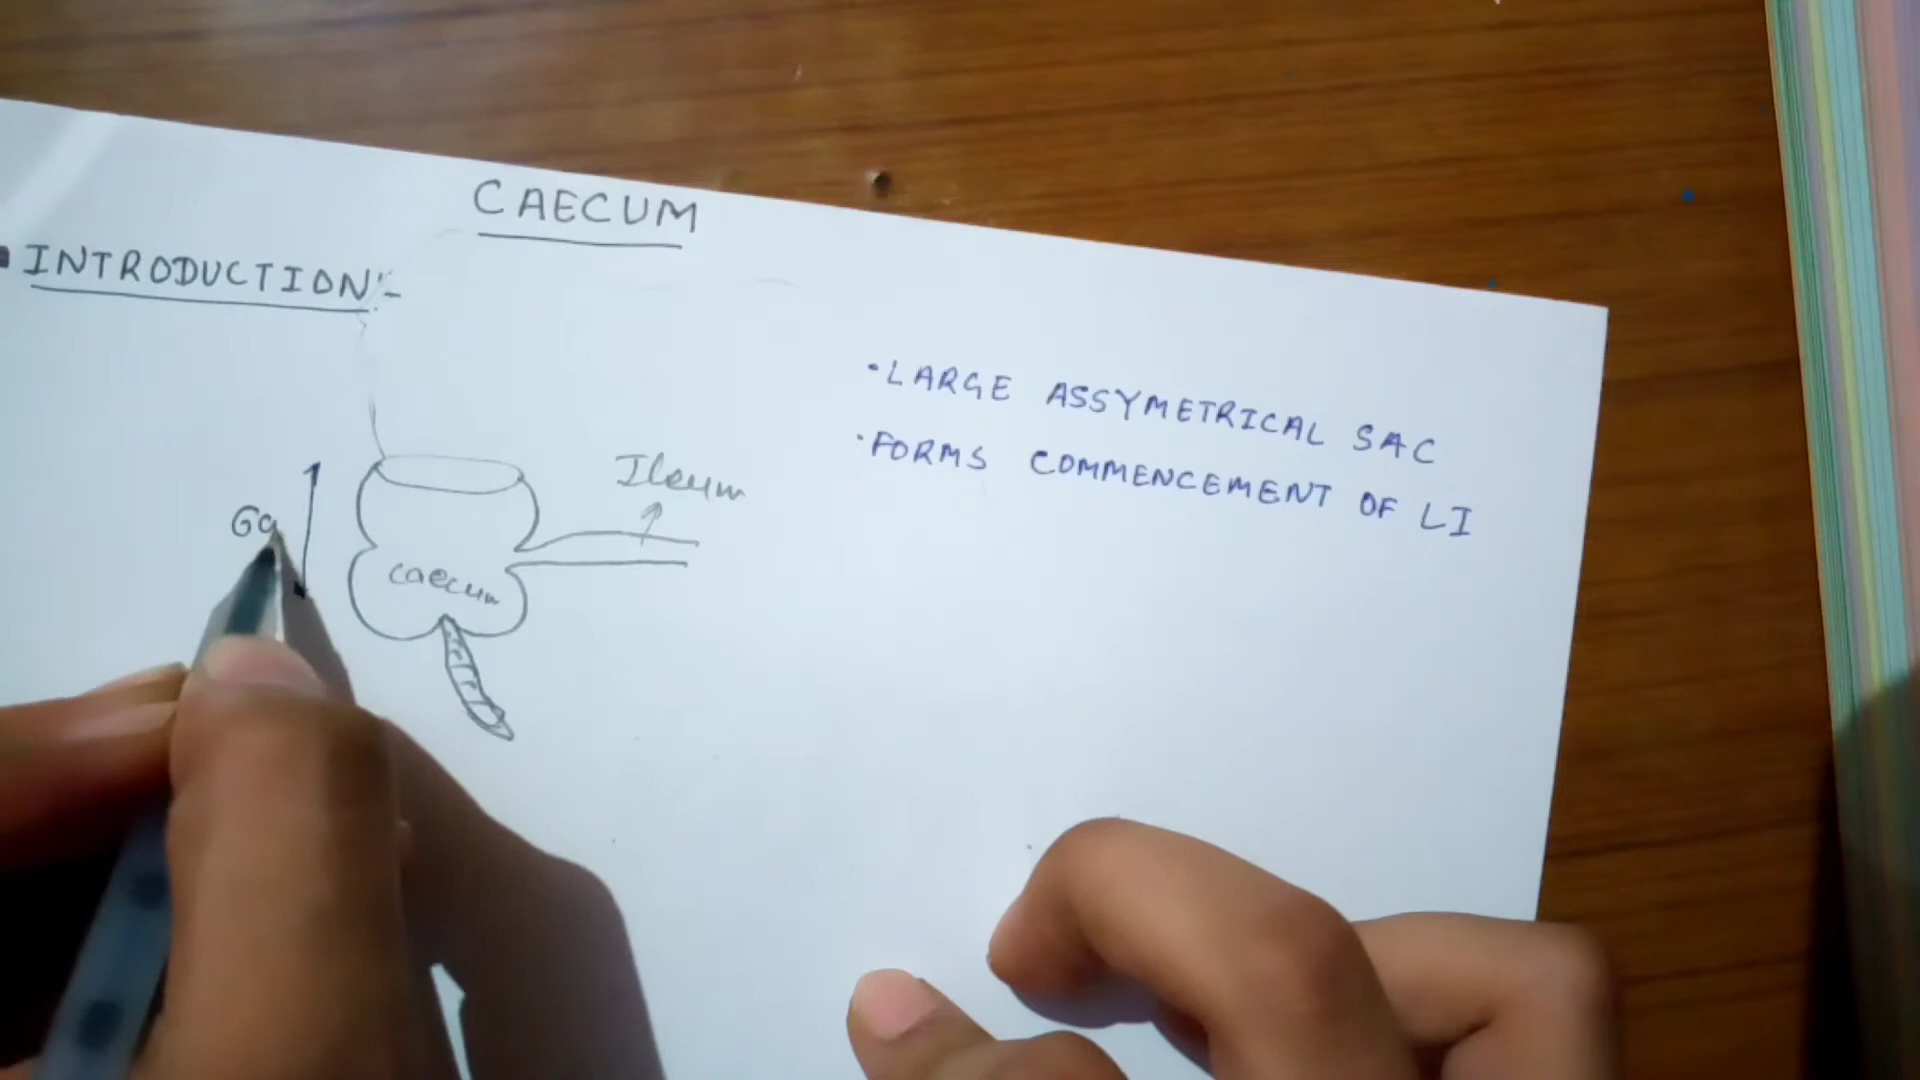 CAECUM
INTRODUCTION:-
• LARGE ASSYMETRICAL SAC
• FORMS COMMENCEMENT OF LI
Ileum
caecum